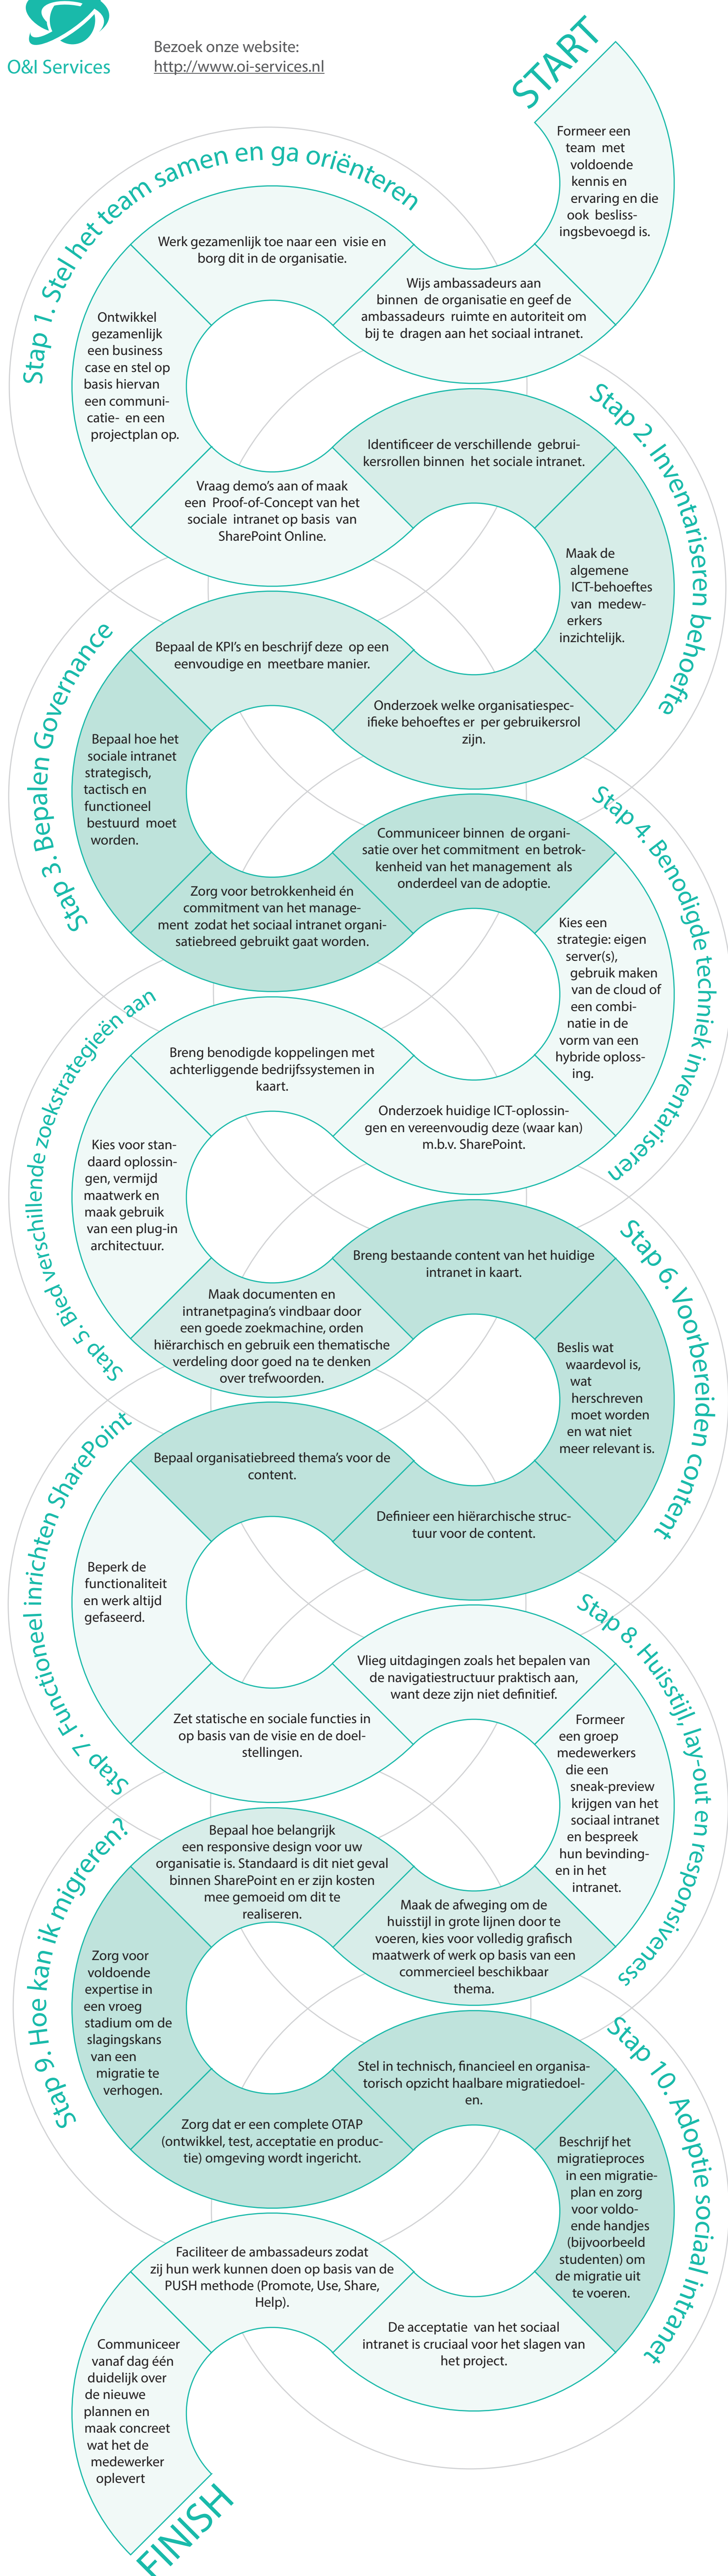 O&I Services
Bezoek onze website:
http://www.oi-services.nl
START
Formeer een
team met
voldoende
kennis en
ervaring en die
ook besliss-
ingsbevoegd is.
Stap 1. Stel het team samen en ga oriënteren
Wijs ambassadeurs aan
binnen de organisatie en geef de
ambassadeurs ruimte en autoriteit om
bij te dragen aan het sociaal intranet.
Werk gezamenlijk toe naar een visie en
borg dit in de organisatie.
Ontwikkel
gezamenlijk
een business
case en stel op
basis hiervan
een communi-
catie- en een
projectplan op.
Vraag demo's aan of maak
een Proof-of-Concept van het
sociale intranet op basis van
SharePoint Online.
Stap 2. Inventariseren behoefte
Identificeer de verschillende gebrui-
kersrollen binnen het sociale intranet.
Maak de
algemene
ICT-behoeftes
van medew-
erkers
inzichtelijk.
Onderzoek welke organisatiespec-
ifieke behoeftes er per gebruikersrol
zijn.
Stap 3. Bepalen Governance
Bepaal de KPI's en beschrijf deze op een
eenvoudige en meetbare manier.
Bepaal hoe het
sociale intranet
strategisch,
tactisch en
functioneel
bestuurd moet
worden.
Zorg voor betrokkenheid én
commitment van het manage-
ment zodat het sociaal intranet organi-
satiebreed gebruikt gaat worden.
Stap 4. Benodigde techniek inventariseren
Communiceer binnen de organi-
satie over het commitment en betrok-
kenheid van het management als
onderdeel van de adoptie.
Kies een
strategie: eigen
server(s),
gebruik maken
van de cloud of
een combi-
natie in de
vorm van een
hybride oploss-
ing.
Onderzoek huidige ICT-oplossin-
gen en vereenvoudig deze (waar kan)
m.b.v. SharePoint.
Stap 5. Bied verschillende zoekstrategieën aan
Breng benodigde koppelingen met
achterliggende bedrijfssystemen in
kaart.
Kies voor stan-
daard oplossin-
gen, vermijd
maatwerk en
maak gebruik
van een plug-in
architectuur.
Maak documenten en
intranetpagina's vindbaar door
een goede zoekmachine, orden
hiërarchisch en gebruik een thematische
verdeling door goed na te denken
over trefwoorden.
Stap 6. Voorbereiden content
Breng bestaande content van het huidige
intranet in kaart.
Beslis wat
waardevol is,
wat
herschreven
moet worden
en wat niet
meer relevant is.
Definieer een hiërarchische struc-
tuur voor de content.
Stap 7. Functioneel inrichten SharePoint
Bepaal organisatiebreed thema's voor de
content.
Beperk de
functionaliteit
en werk altijd
gefaseerd.
Zet statische en sociale functies in
op basis van de visie en de doel-
stellingen.
Stap 8. Huisstijl, lay-out en responsiveness
Vlieg uitdagingen zoals het bepalen van
de navigatiestructuur praktisch aan,
want deze zijn niet definitief.
Formeer
een groep
medewerkers
die een
sneak-preview
krijgen van het
sociaal intranet
en bespreek
hun bevinding-
en in het
intranet.
Maak de afweging om de
huisstijl in grote lijnen door te
voeren, kies voor volledig grafisch
maatwerk of werk op basis van een
commercieel beschikbaar
thema.
Stap 9. Hoe kan ik migreren?
Bepaal hoe belangrijk
een responsive design voor uw
organisatie is. Standaard is dit niet geval
binnen SharePoint en er zijn kosten
mee gemoeid om dit te
realiseren.
Zorg voor
voldoende
expertise in
een vroeg
stadium om de
slagingskans
van een
migratie te
verhogen.
Zorg dat er een complete OTAP
(ontwikkel, test, acceptatie en produc-
tie) omgeving wordt ingericht.
Stap 10. Adoptie sociaal intranet
Stel in technisch, financieel en organisa-
torisch opzicht haalbare migratiedoel-
en.
Beschrijf het
migratieproces
in een migratie-
plan en zorg
voor voldo-
ende handjes
(bijvoorbeeld
studenten) om
de migratie uit
te voeren.
De acceptatie van het sociaal
intranet is cruciaal voor het slagen van
het project.
Faciliteer de ambassadeurs zodat
zij hun werk kunnen doen op basis van de
PUSH methode (Promote, Use, Share,
Help).
Communiceer
vanaf dag één
duidelijk over
de nieuwe
plannen en
maak concreet
wat het de
medewerker
oplevert
FINISH